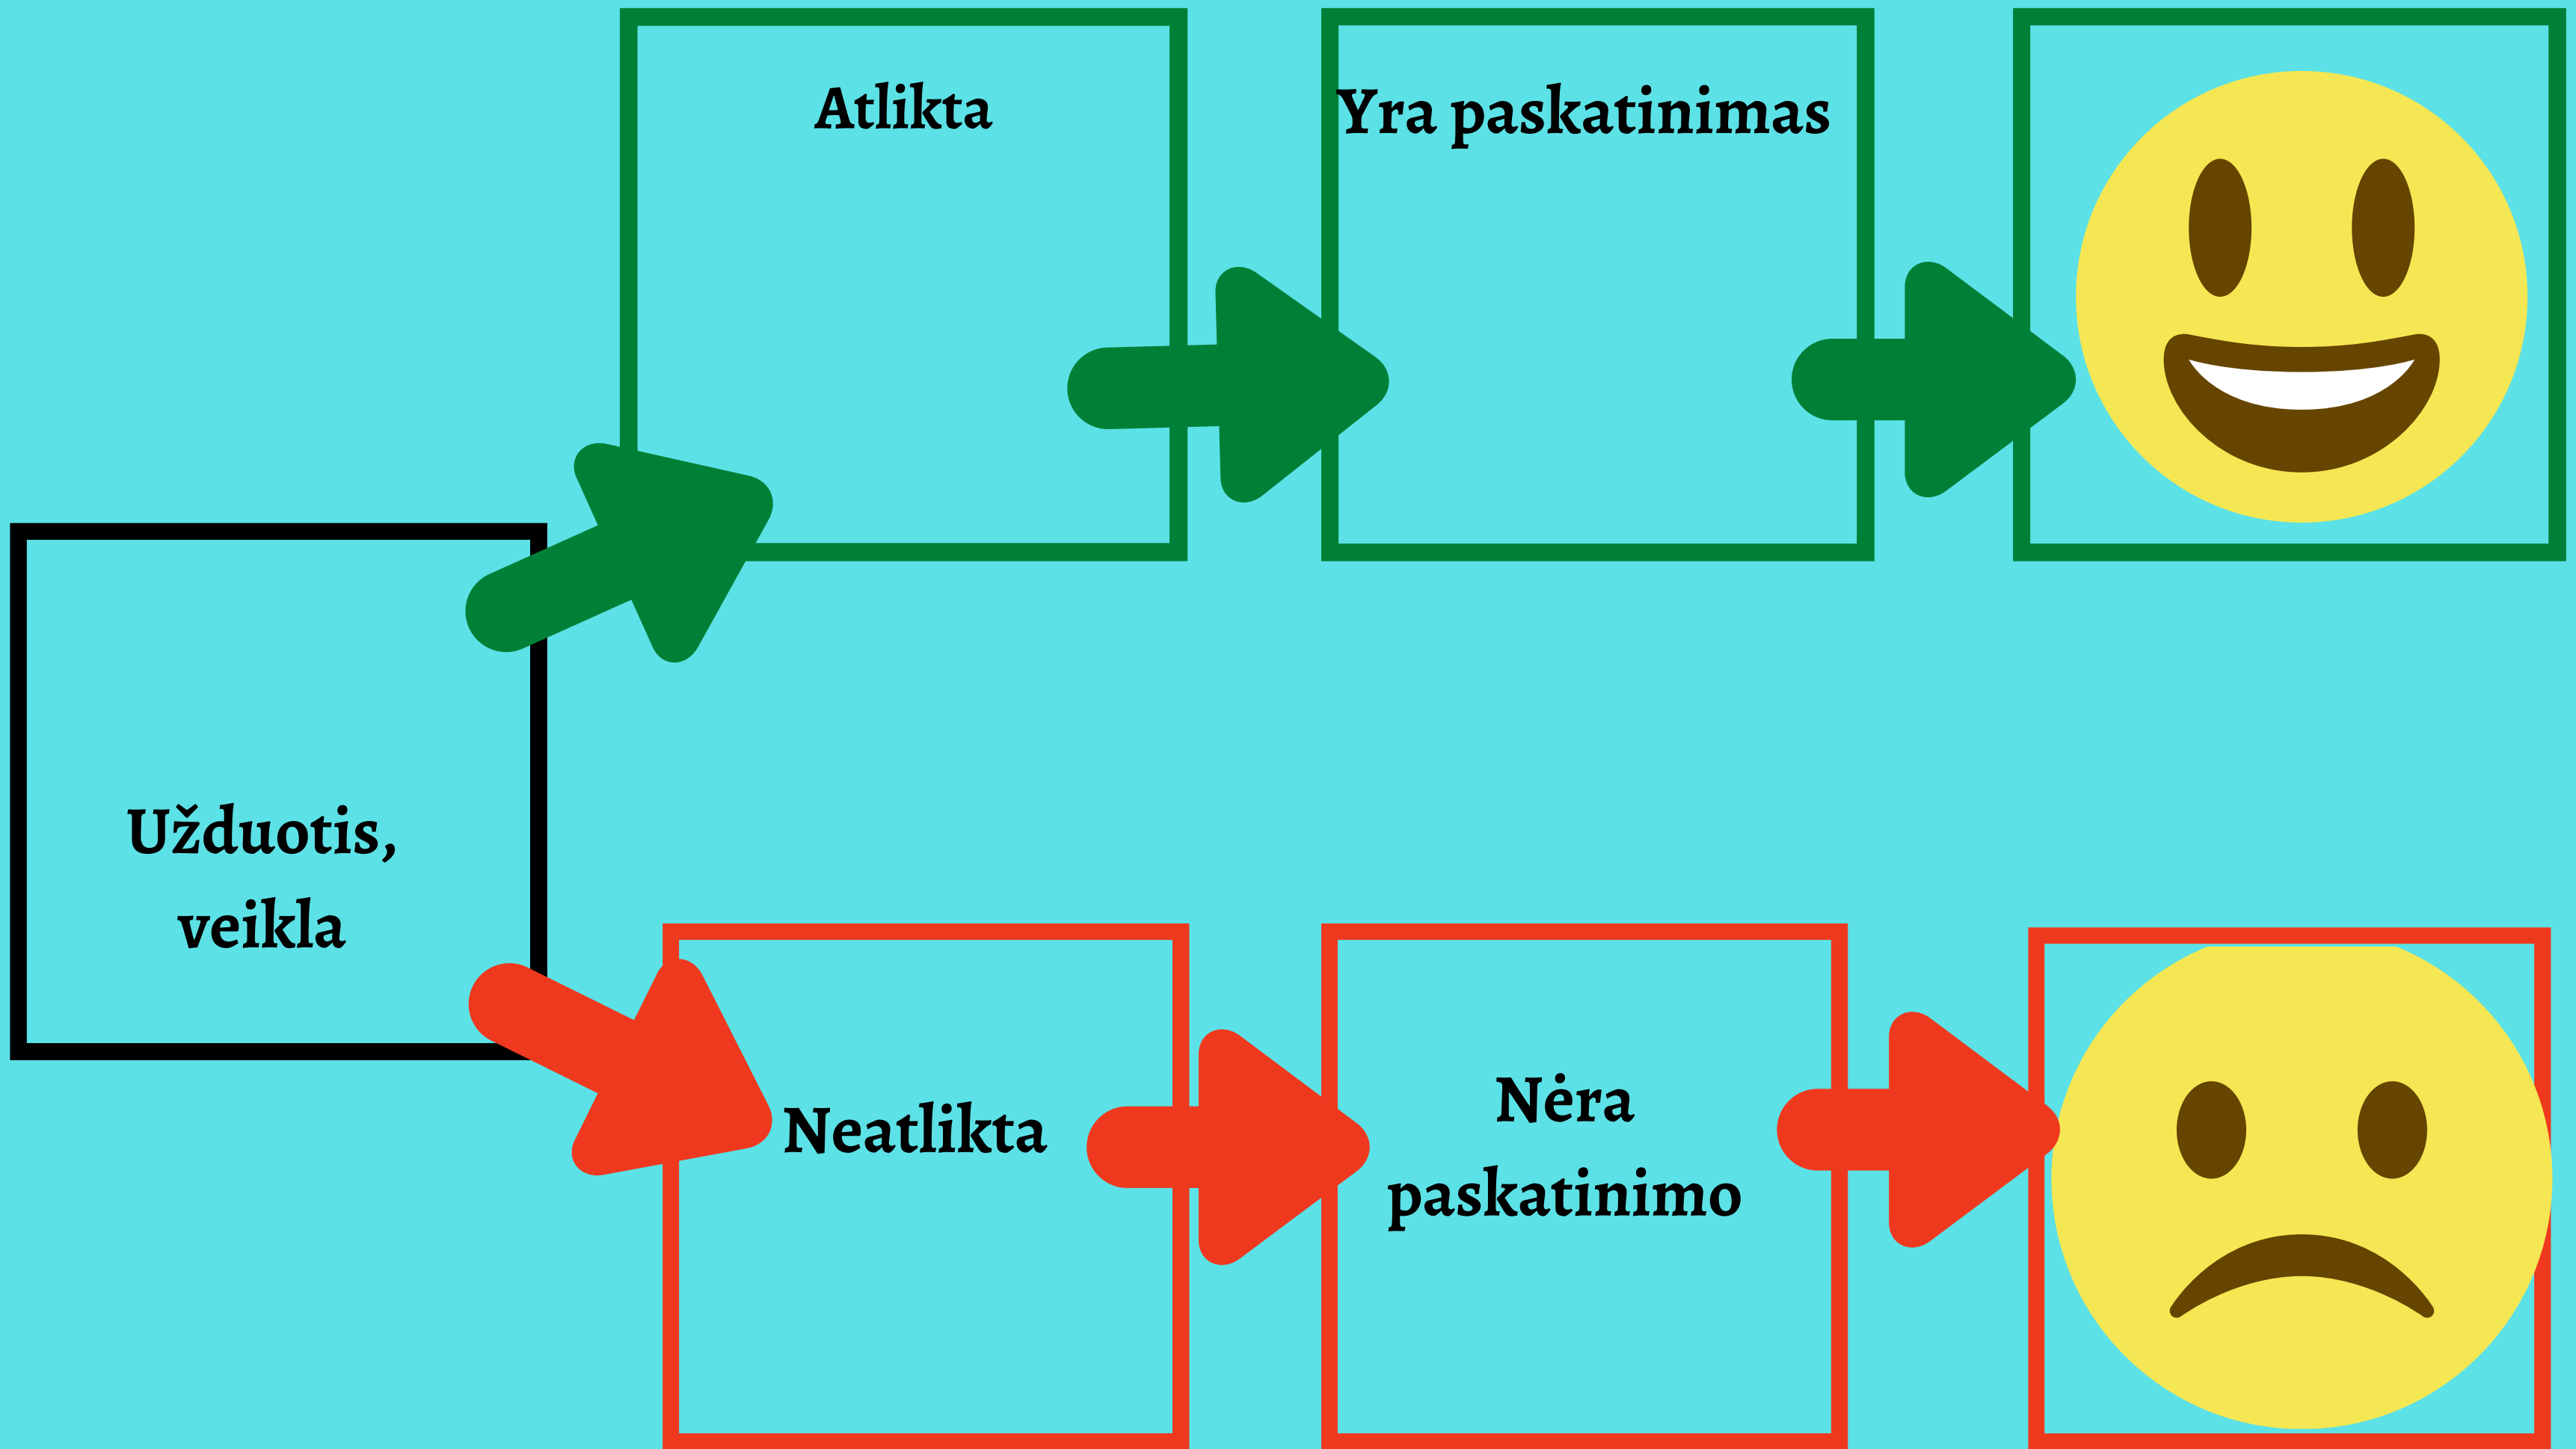 Atlikta
Yra paskatinimas
Užduotis,
veikla
Neatlikta
Nėra
paskatinimo